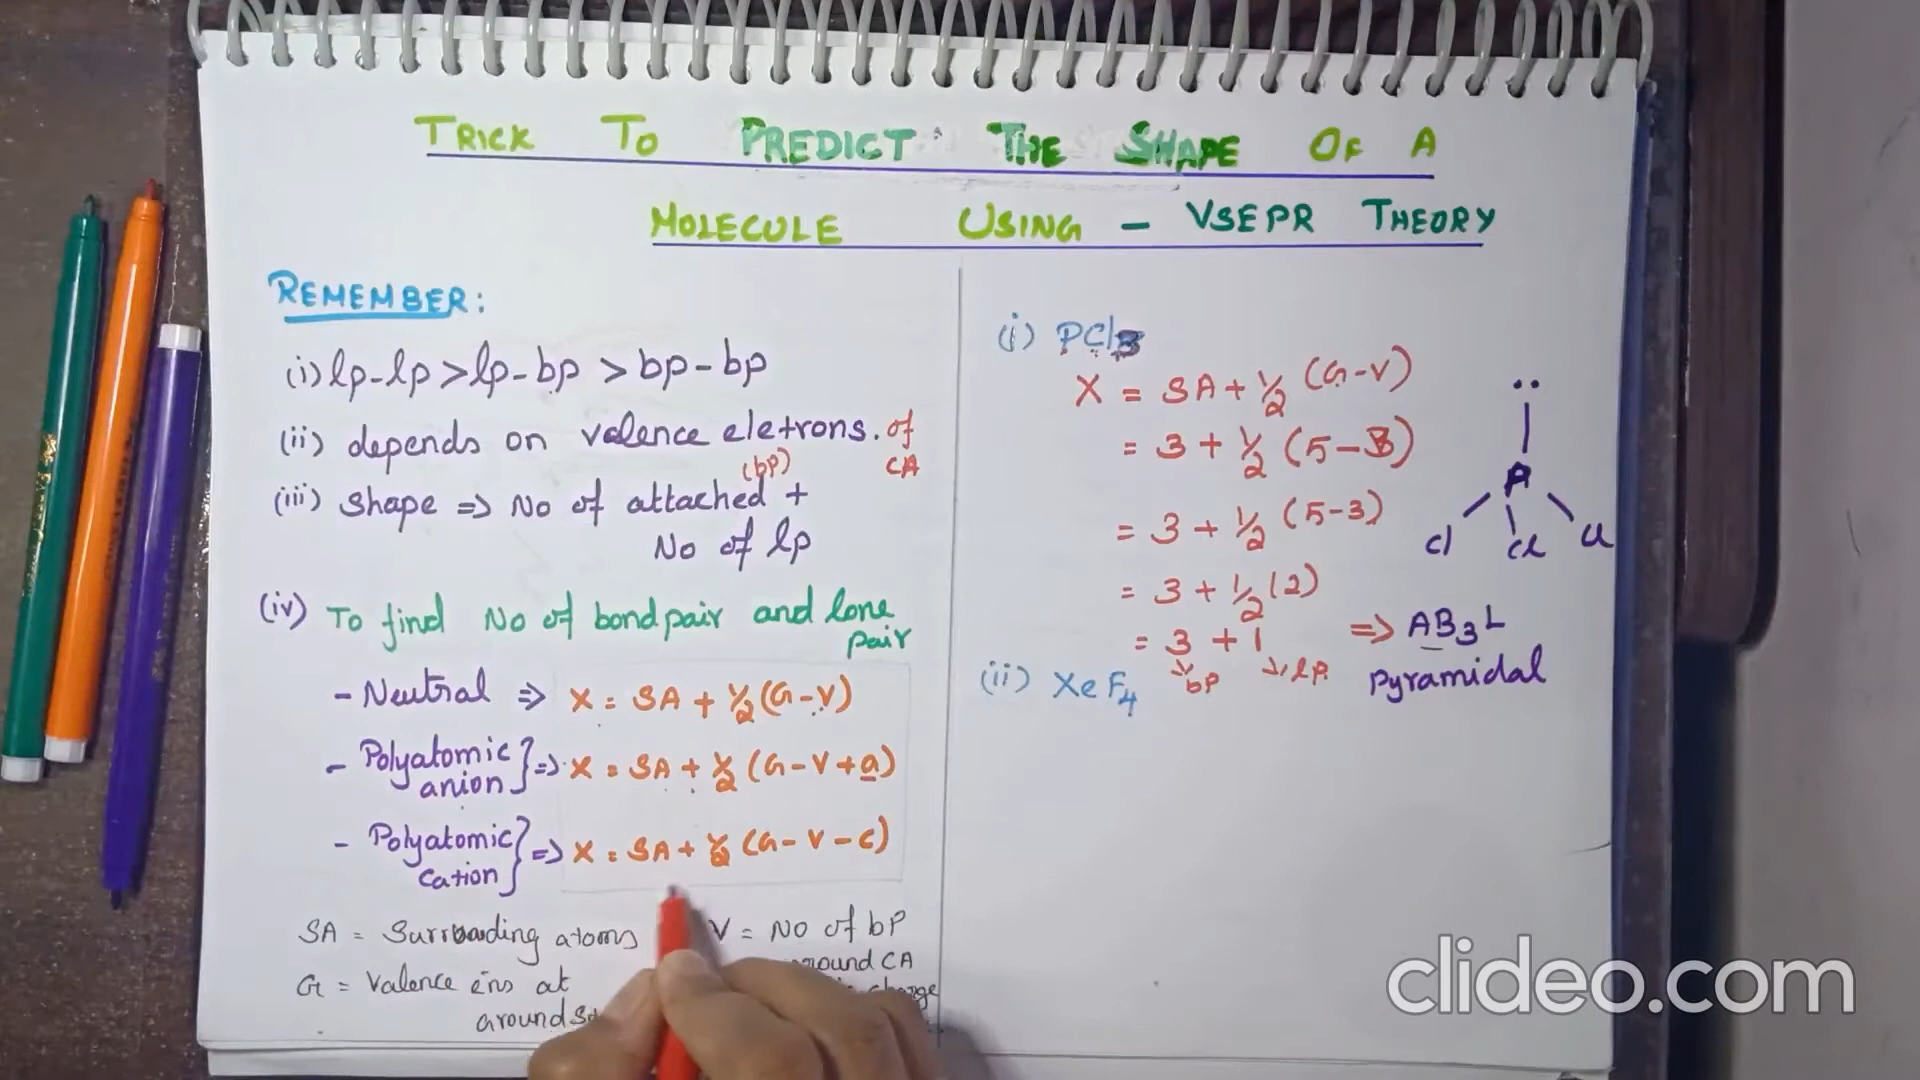 TRICK TO PREDICT THE SHAPE OF A
MOLECULE USING - VSEPR THEORY
REMEMBER:
(i) lp-lp > lp-bp > bp-bp
(ii) depends on valence eletrons. of CA
(bp)
(iii) shape => No of attached +
No of lp
(iv) To find No of bond pair and lone
pair
- Neutral => X = SA + 1/2 (G-V)
- Polyatomic anion } => X = SA + 1/2 (G-V+a)
- Polyatomic cation } => X = SA + 1/2 (G-V-c)
SA = Surrounding atoms
G = Valence ēns at
around
V = No of bP
around CA
charge
(i) PCl3
X = SA + 1/2 (G-V)
= 3 + 1/2 (5-3)
= 3 + 1/2 (5-3)
= 3 + 1/2 (2)
= 3 + 1 => AB3L
bp lp. Pyramidal
A
Cl Cl Cl
(ii) XeF4
clideo.com